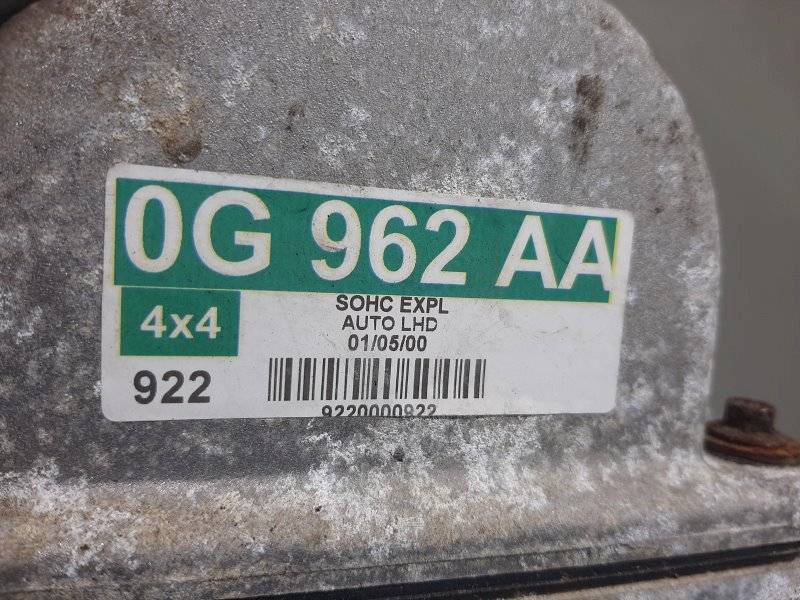 0G 962 AA
4x4
SOHC EXPL
AUTO LHD
01/05/00
922
9220000922